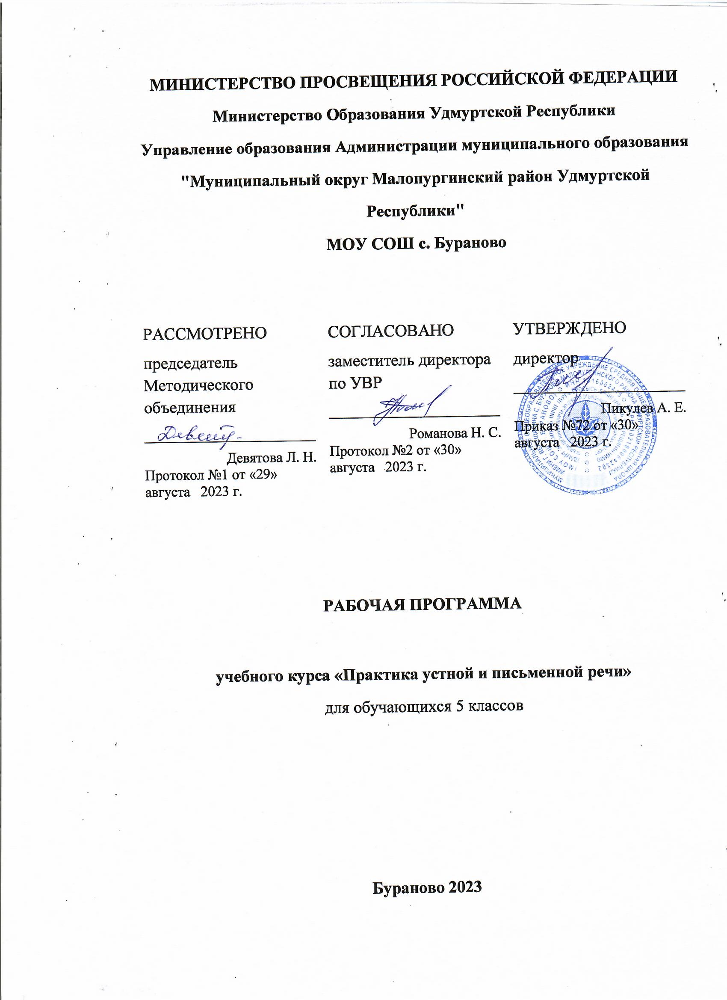 МИНИСТЕРСТВО ПРОСВЕЩЕНИЯ РОССИЙСКОЙ ФЕДЕРАЦИИ
Министерство Образования Удмуртской Республики
Управление образования Администрации муниципального образования
"Муниципальный округ Малопургинский район Удмуртской
Республики"
МОУ СОШ с. Бураново
РАССМОТРЕНО
председатель
Методического
объединения
Девятова Л. Н.
Протокол №1 от «29»
августа 2023 г.
СОГЛАСОВАНО
заместитель директора
по УВР
Романова Н. С.
Протокол №2 от «30»
августа 2023 г.
УТВЕРЖДЕНО
директор
Пикулев А. Е.
Приказ №72 от «30»
августа 2023 г.
РАБОЧАЯ ПРОГРАММА
учебного курса «Практика устной и письменной речи»
для обучающихся 5 классов
Бураново 2023